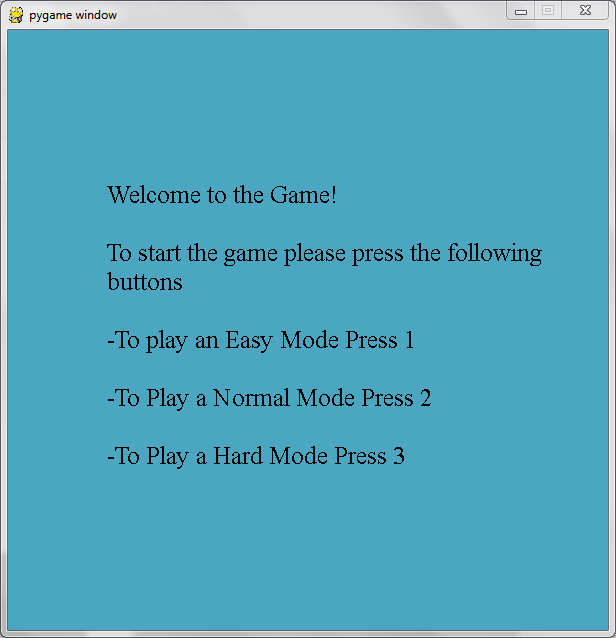 pygame window
Welcome to the Game!
To start the game please press the following
buttons
-To play an Easy Mode Press 1
-To Play a Normal Mode Press 2
-To Play a Hard Mode Press 3